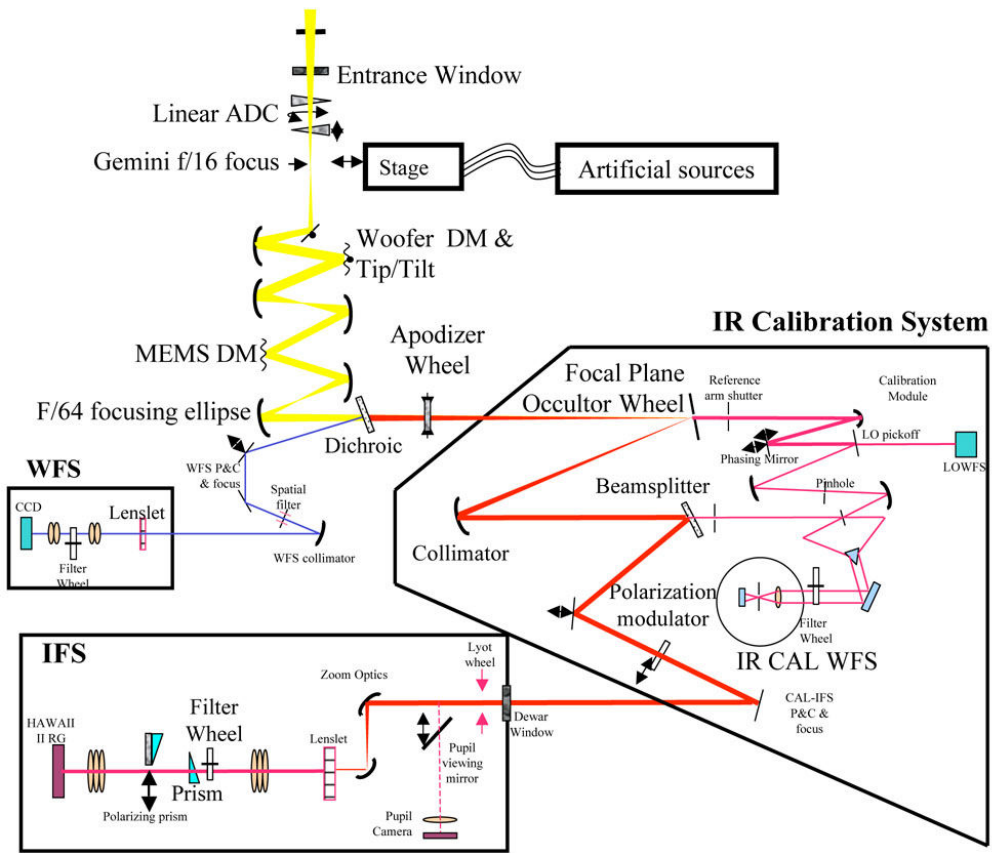 Entrance Window
Linear ADC
Gemini f/16 focus
Stage
Artificial sources
Woofer DM &
Tip/Tilt
MEMS DM
Apodizer
Wheel
F/64 focusing ellipse
Dichroic
IR Calibration System
Focal Plane
Occultor Wheel
Reference
arm shutter
Calibration
Module
LO pickoff
Phasing Mirror
LOWFS
Pinhole
Beamsplitter
Collimator
Polarization
modulator
Filter
Wheel
IR CAL WFS
CAL-IFS
P&C &
focus
WFS
WFS P&C
& focus
CCD
Lenslet
Filter
Wheel
Spatial
filter
WFS collimator
IFS
Zoom Optics
Lyot
wheel
Dewar
Window
HAWAII
II RG
Filter
Wheel
Lenslet
Pupil
viewing
mirror
Prism
Polarizing prism
Pupil
Camera